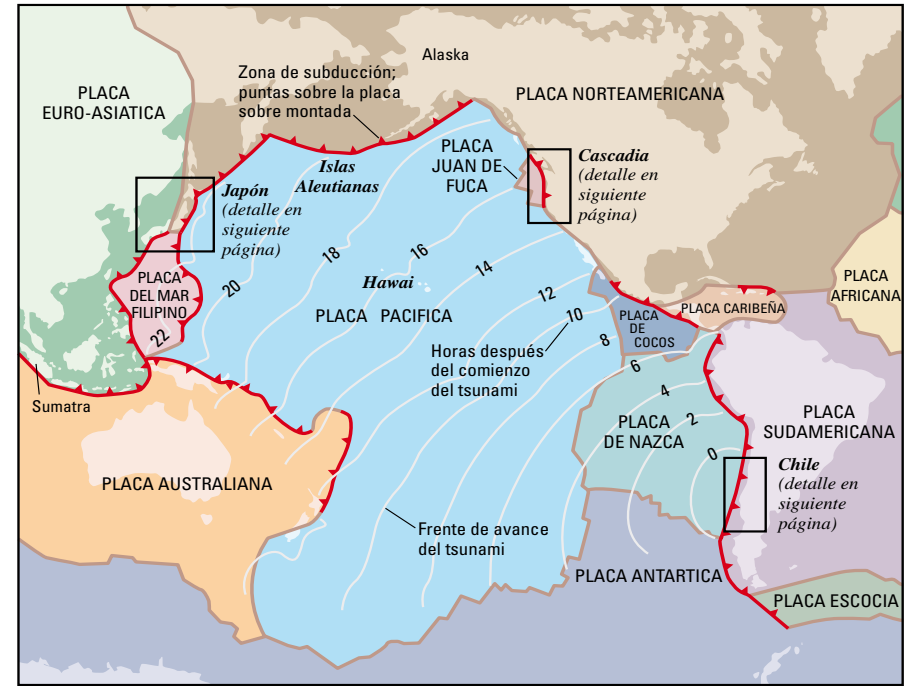 Alaska
Zona de subducción;
puntas sobre la placa
sobre montada
PLACA
EURO-ASIATICA
PLACA NORTEAMERICANA
PLACA
JUAN DE
FUCA
Cascadia
(detalle en
siguiente
página)
Islas
Aleutianas
Japón
(detalle en
siguiente
página)
PLACA
DEL MAR
FILIPINO
22
20
18
16
14
12
10
8
6
4
2
0
Hawai
PLACA PACIFICA
PLACA
DE
COCOS
PLACA CARIBEÑA
PLACA
AFRICANA
Horas después
del comienzo
del tsunami
Sumatra
PLACA
DE NAZCA
PLACA
SUDAMERICANA
PLACA AUSTRALIANA
Chile
(detalle en
siguiente
página)
Frente de avance
del tsunami
PLACA ANTARTICA
PLACA ESCOCIA